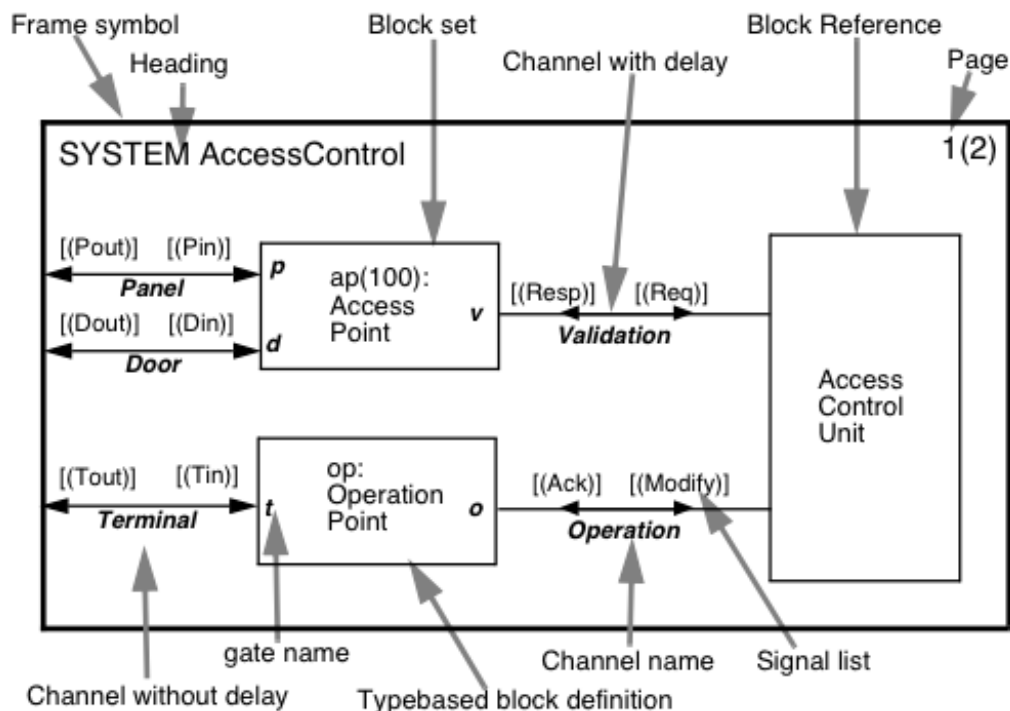 Frame symbol
Block set
Block Reference
Heading
Channel with delay
Page
SYSTEM AccessControl
1(2)
[(Pout)] [(Pin)]
p
Panel
[(Dout)] [(Din)]
d
Door
ap(100):
Access
Point
v
[(Resp)] [(Req)]
Validation
Access
Control
Unit
[(Tout)] [(Tin)]
t
Terminal
op:
Operation
Point
o
[(Ack)] [(Modify)]
Operation
gate name
Channel name
Signal list
Channel without delay
Typebased block definition